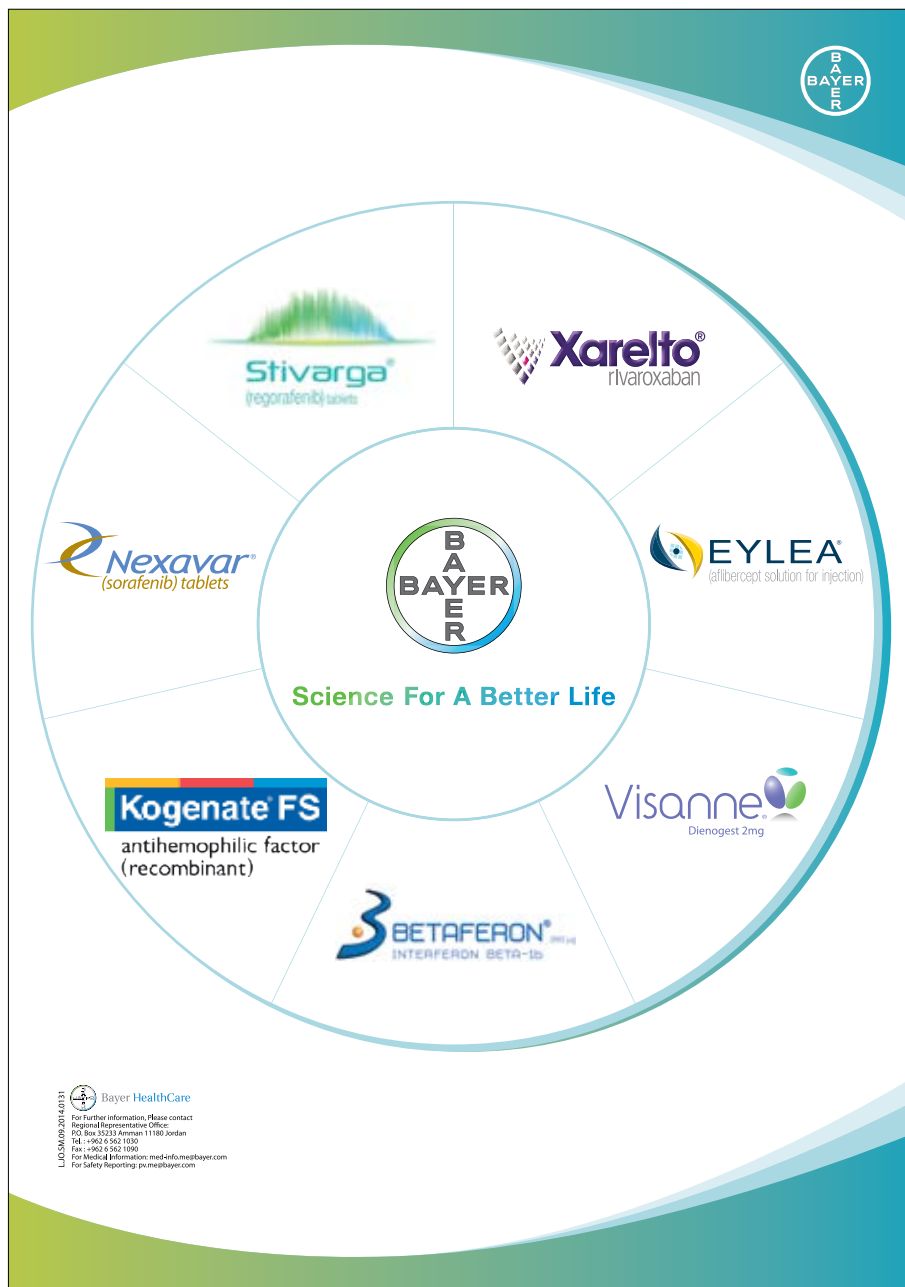 BAYER
BAYER
Stivarga®
(regorafenib) tablets
Xarelto®
rivaroxaban
Nexavar®
(sorafenib) tablets
EYLEA®
(aflibercept solution for injection)
BAYER
BAYER
Science For A Better Life
Kogenate® FS
antihemophilic factor
(recombinant)
Visanne®
Dienogest 2mg
BETAFERON®
INTERFERON BETA-1b
L.JO.SM.09.2014.0131
Bayer HealthCare
For Further information, Please contact
Regional Representative Office:
P.O. Box 35233 Amman 11180 Jordan
Tel. : +962 6 562 1030
Fax : +962 6 562 1090
For Medical Information: med-info.me@bayer.com
For Safety Reporting: pv.me@bayer.com